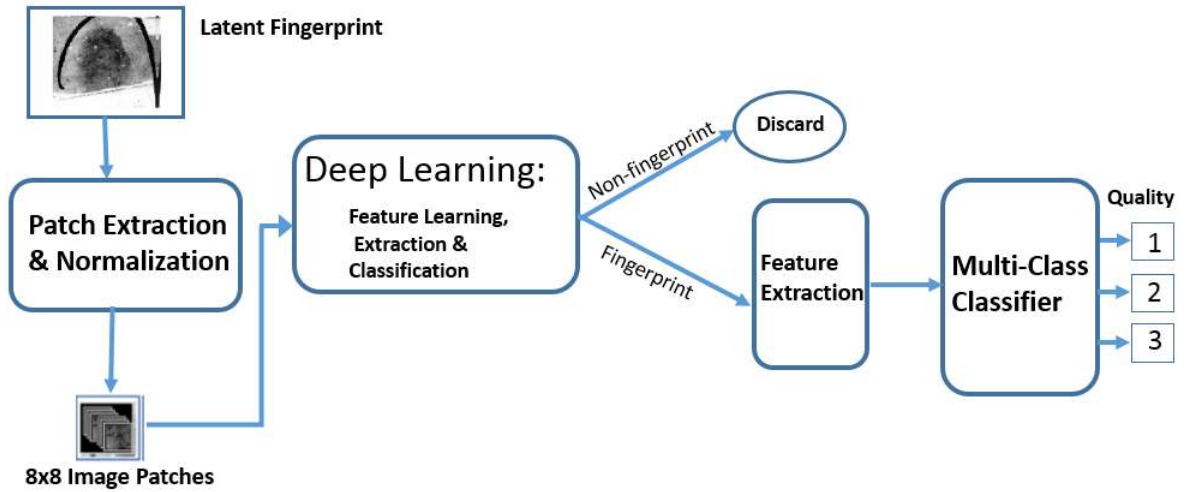 Latent Fingerprint
Patch Extraction
& Normalization
8x8 Image Patches
Deep Learning:
Feature Learning,
Extraction &
Classification
Non-fingerprint
Discard
Fingerprint
Feature
Extraction
Multi-Class
Classifier
Quality
1
2
3